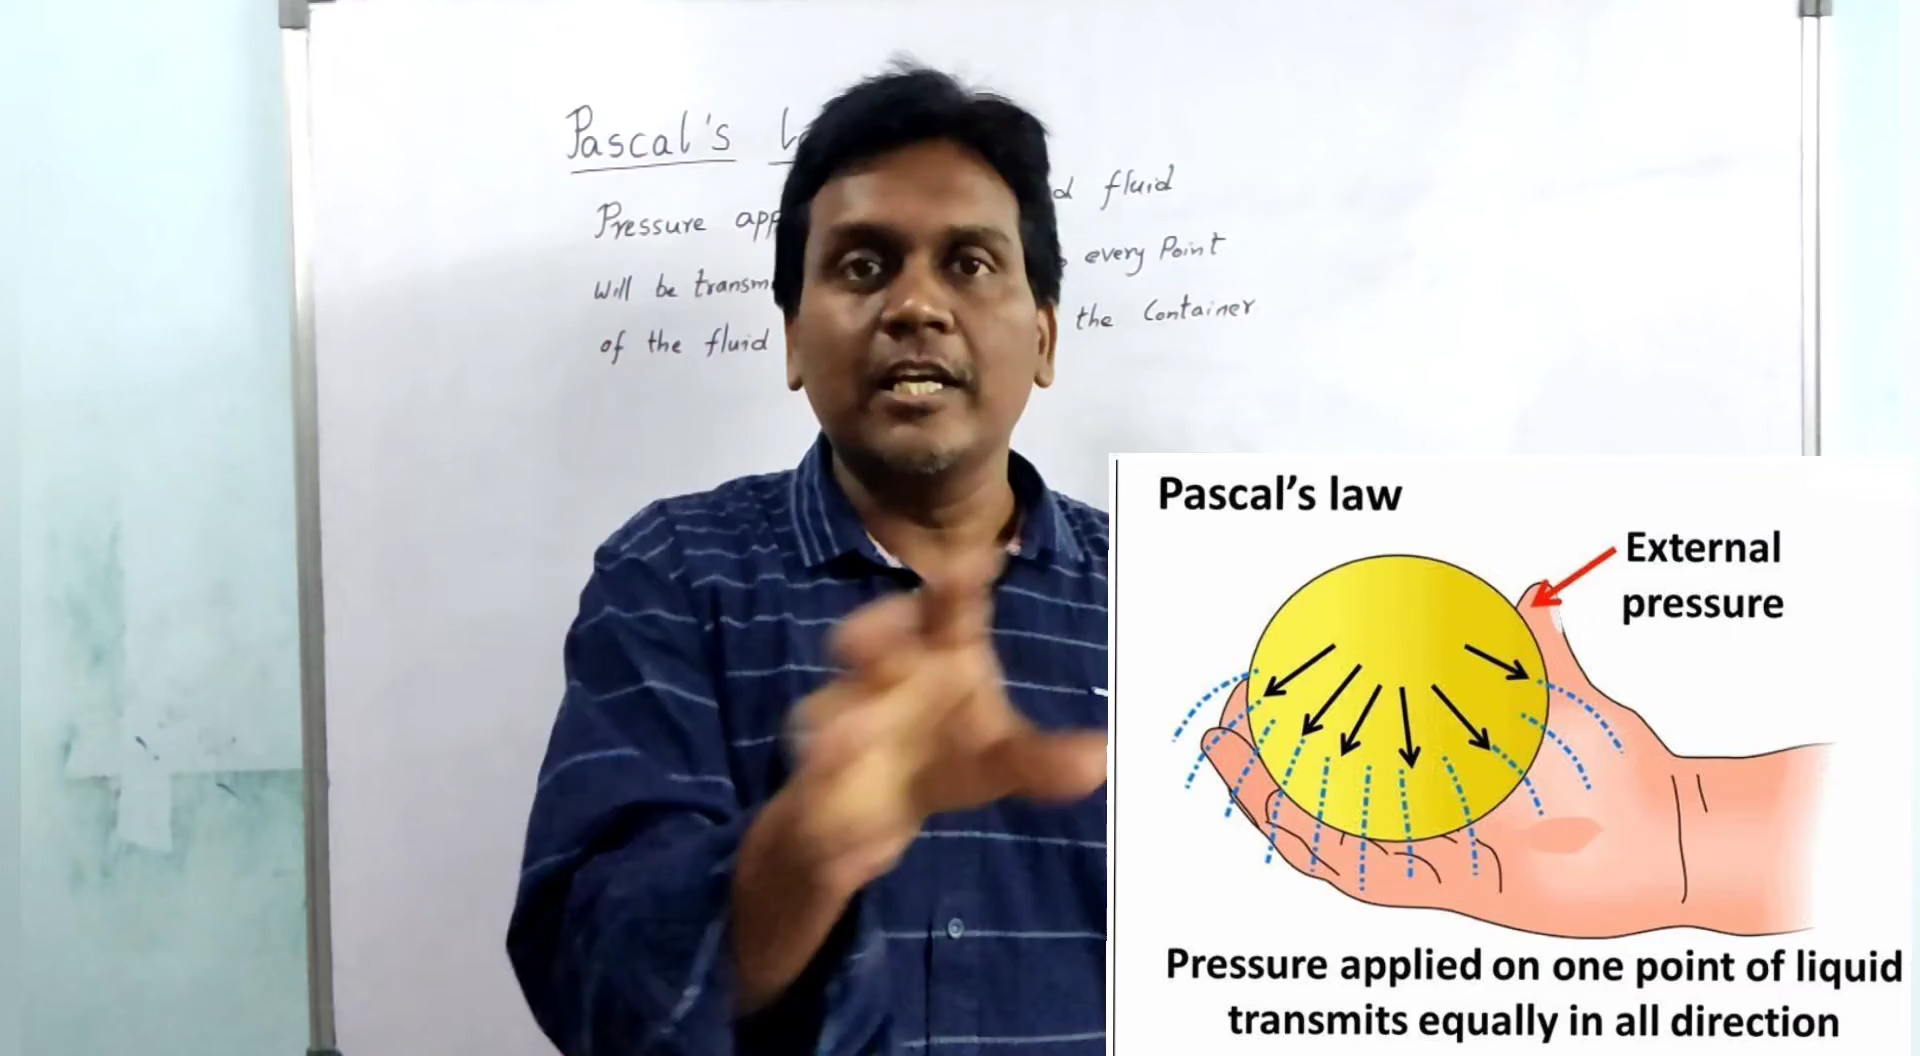 Pascal's
Pressure app fluid
Will be transm every Point
of the fluid the Container
Pascal's law
External
pressure
Pressure applied on one point of liquid
transmits equally in all direction